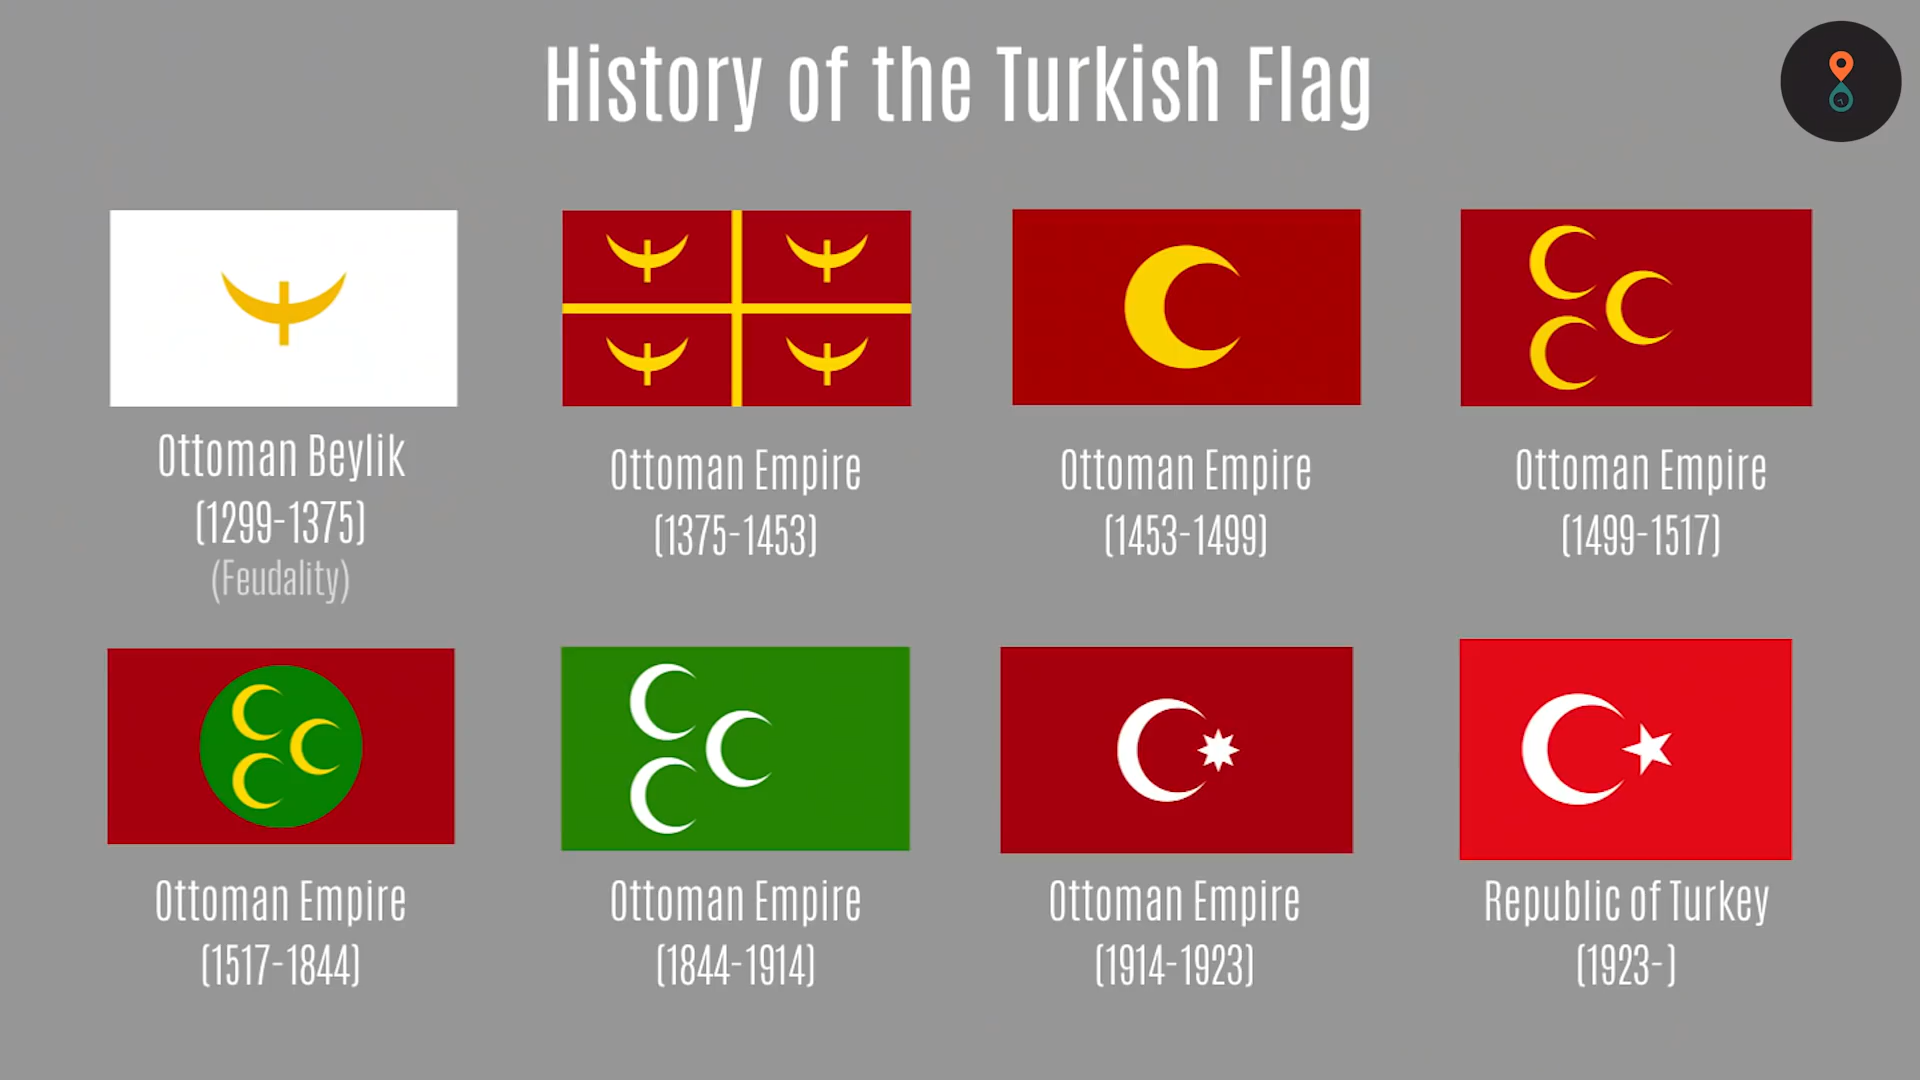 History of the Turkish Flag
Ottoman Beylik
(1299-1375)
(Feudality)
Ottoman Empire
(1375-1453)
Ottoman Empire
(1453-1499)
Ottoman Empire
(1499-1517)
Ottoman Empire
(1517-1844)
Ottoman Empire
(1844-1914)
Ottoman Empire
(1914-1923)
Republic of Turkey
(1923-)